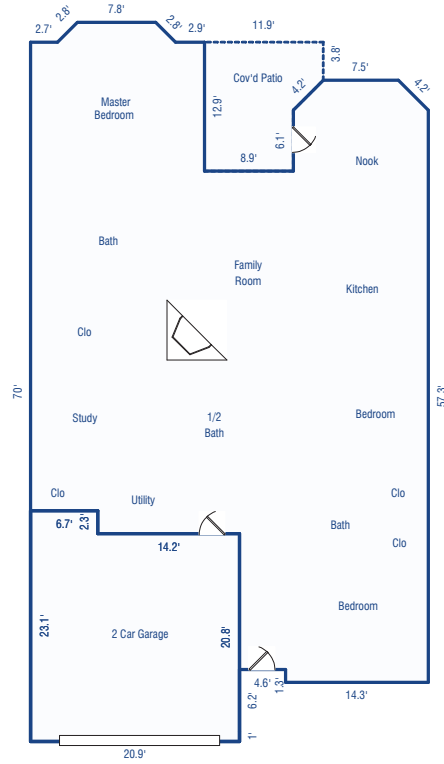 11.9'
7.8'
2.8'
2.8'
2.7'
2.9'
3.8'
7.5'
4.2'
4.2'
Cov'd Patio
12.9'
Master
Bedroom
6.1'
8.9'
Nook
Bath
Family
Room
Kitchen
Clo
70'
57.3'
Study
1/2
Bath
Bedroom
Clo
Utility
Clo
6.7'
2.3'
14.2'
Bath
Clo
23.1'
2 Car Garage
20.8'
Bedroom
4.6'
1.3'
6.2'
14.3'
1'
20.9'